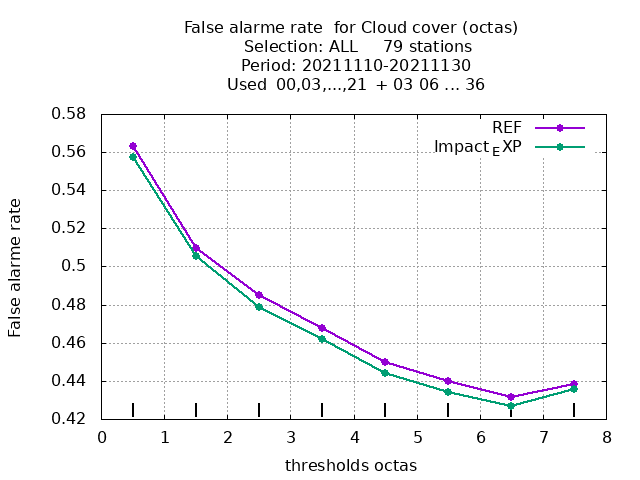 False alarme rate for Cloud cover (octas)
Selection: ALL 79 stations
Period: 20211110-20211130
Used 00,03,...,21 + 03 06 ... 36
0.58
REF
Impact EXP
0.56
0.54
0.52
0.5
0.48
0.46
0.44
0.42
False alarme rate
0 1 2 3 4 5 6 7 8
thresholds octas